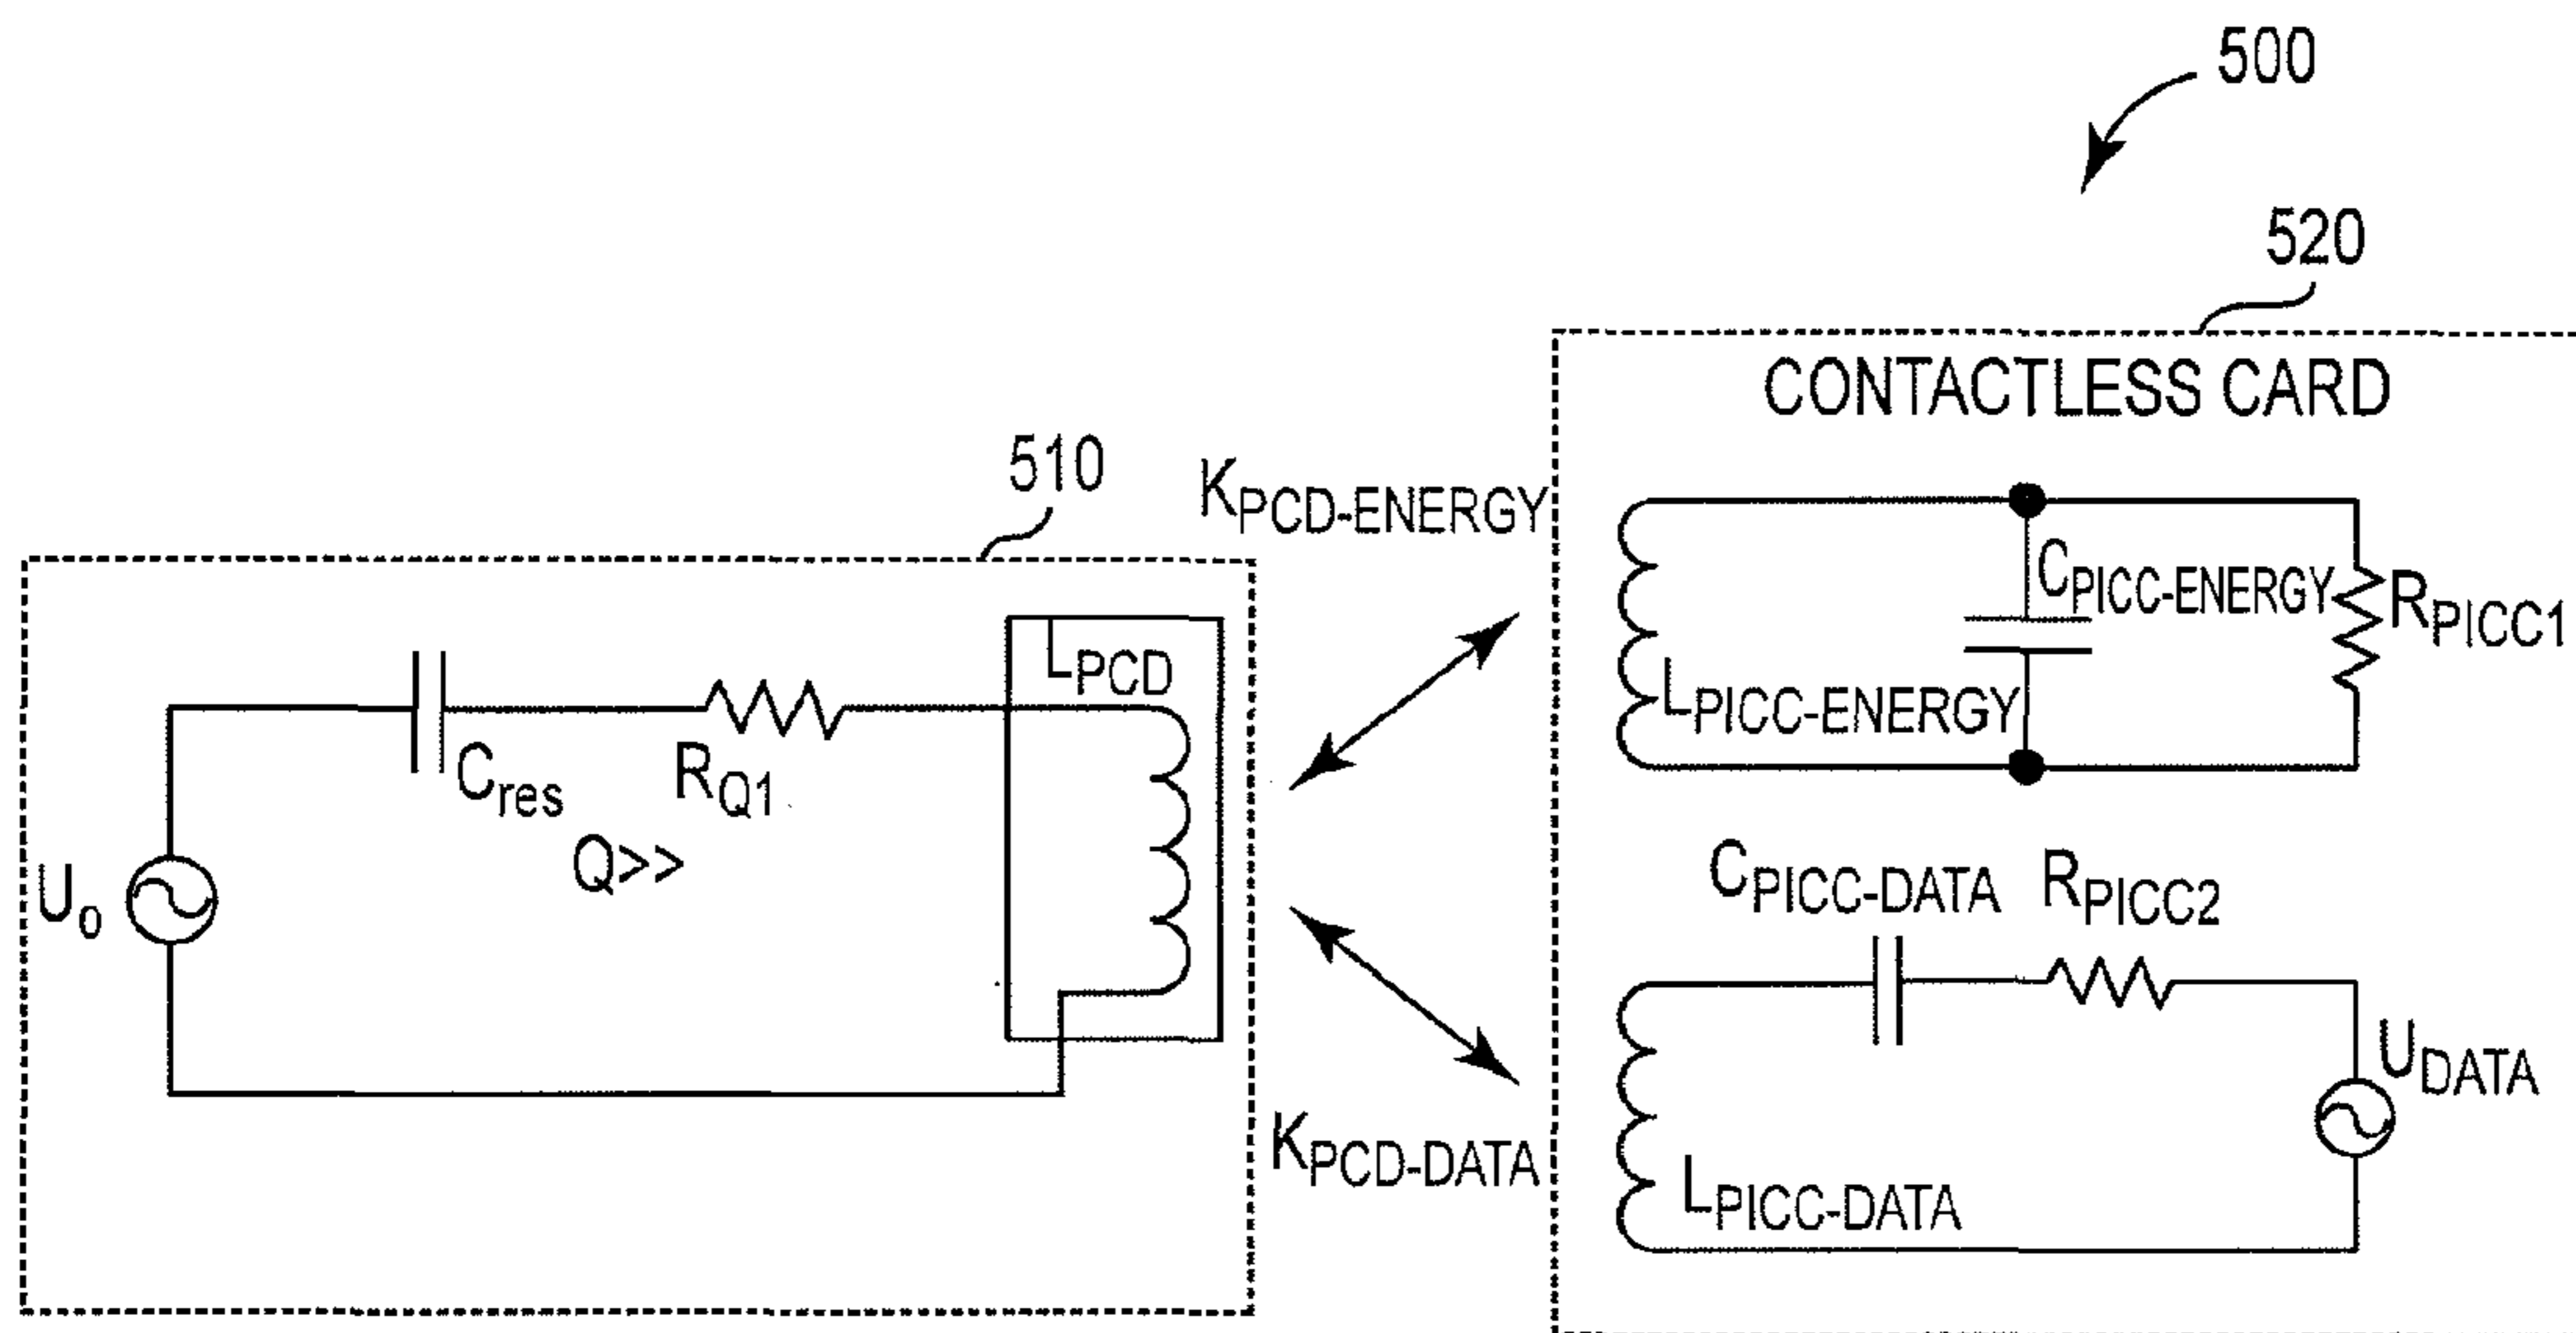 500
520
CONTACTLESS CARD
510
KPCD-ENERGY
CPICC-ENERGY
RPICC1
LPICC-ENERGY
LPCD
Cres
RQ1
Q>>
Uo
CPICC-DATA
RPICC2
UDATA
KPCD-DATA
LPICC-DATA